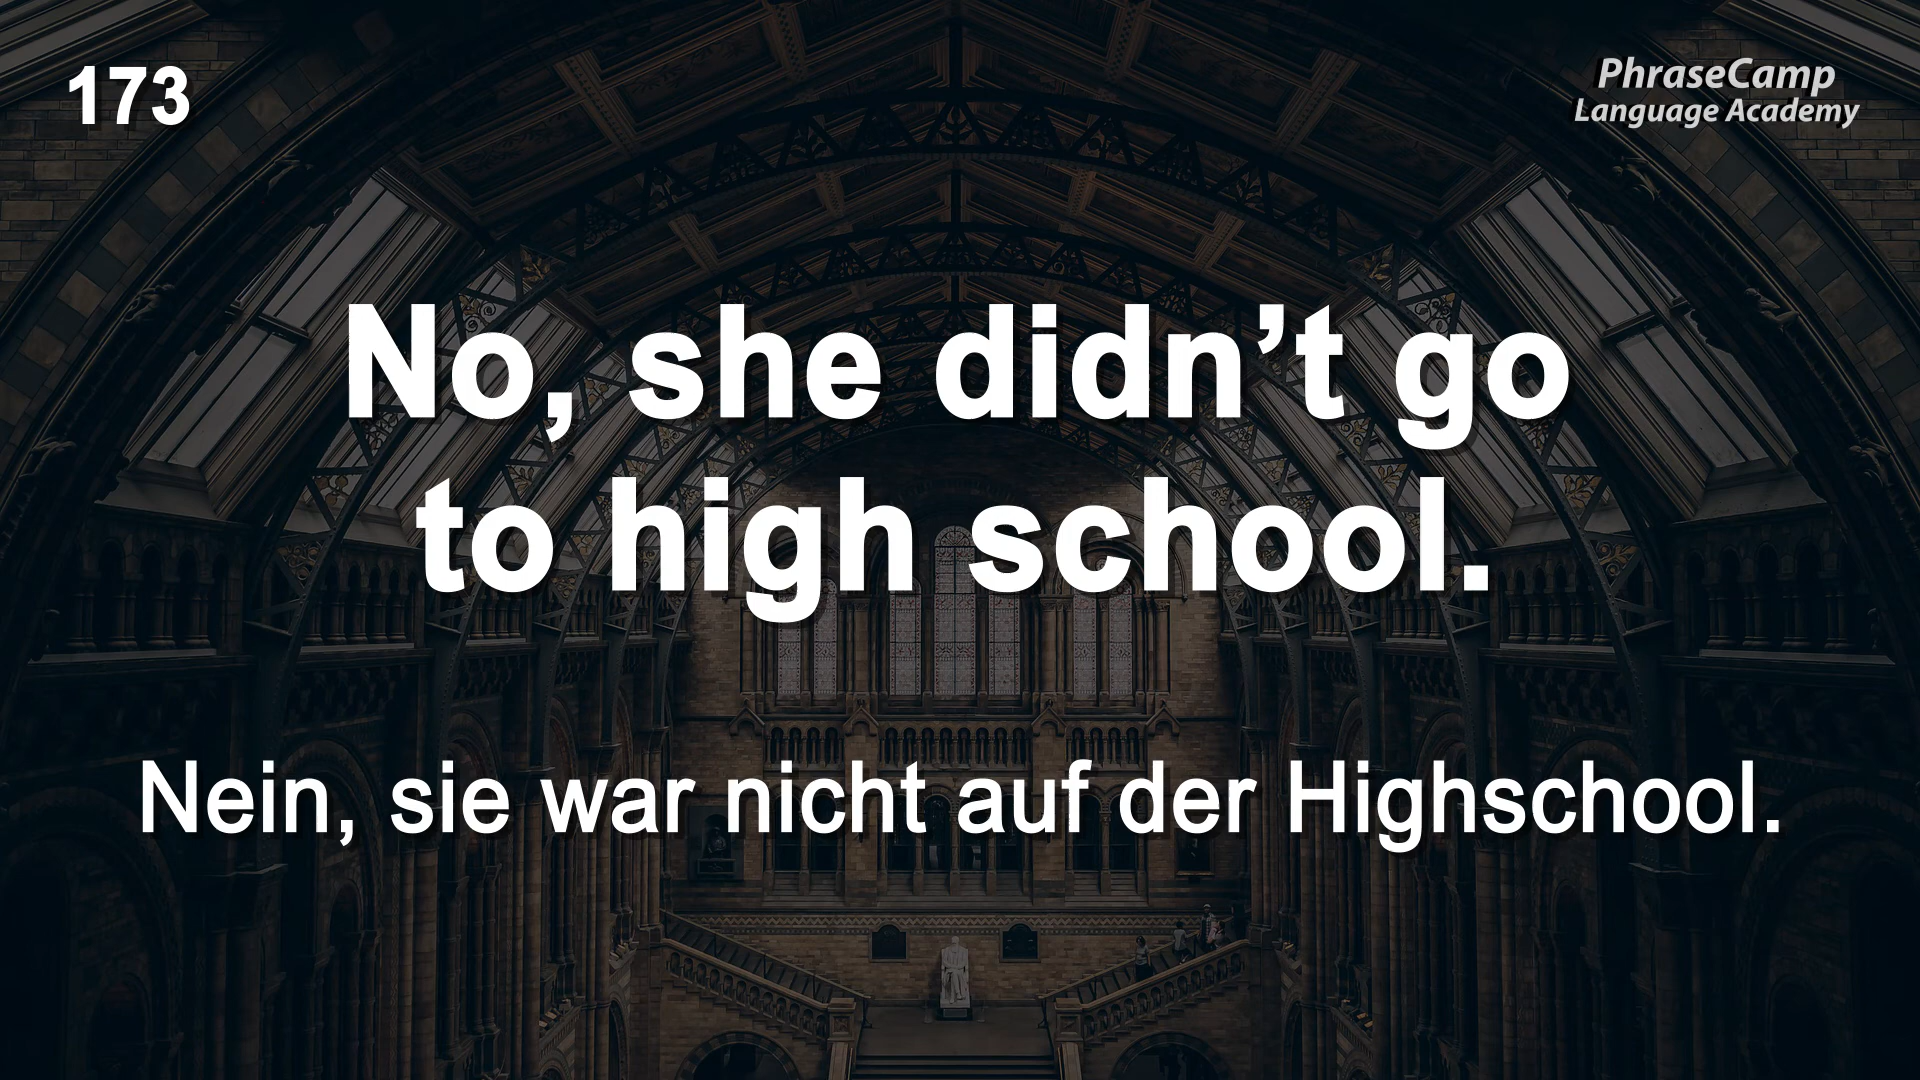 173
PhraseCamp
Language Academy
No, she didn’t go
to high school.
Nein, sie war nicht auf der Highschool.